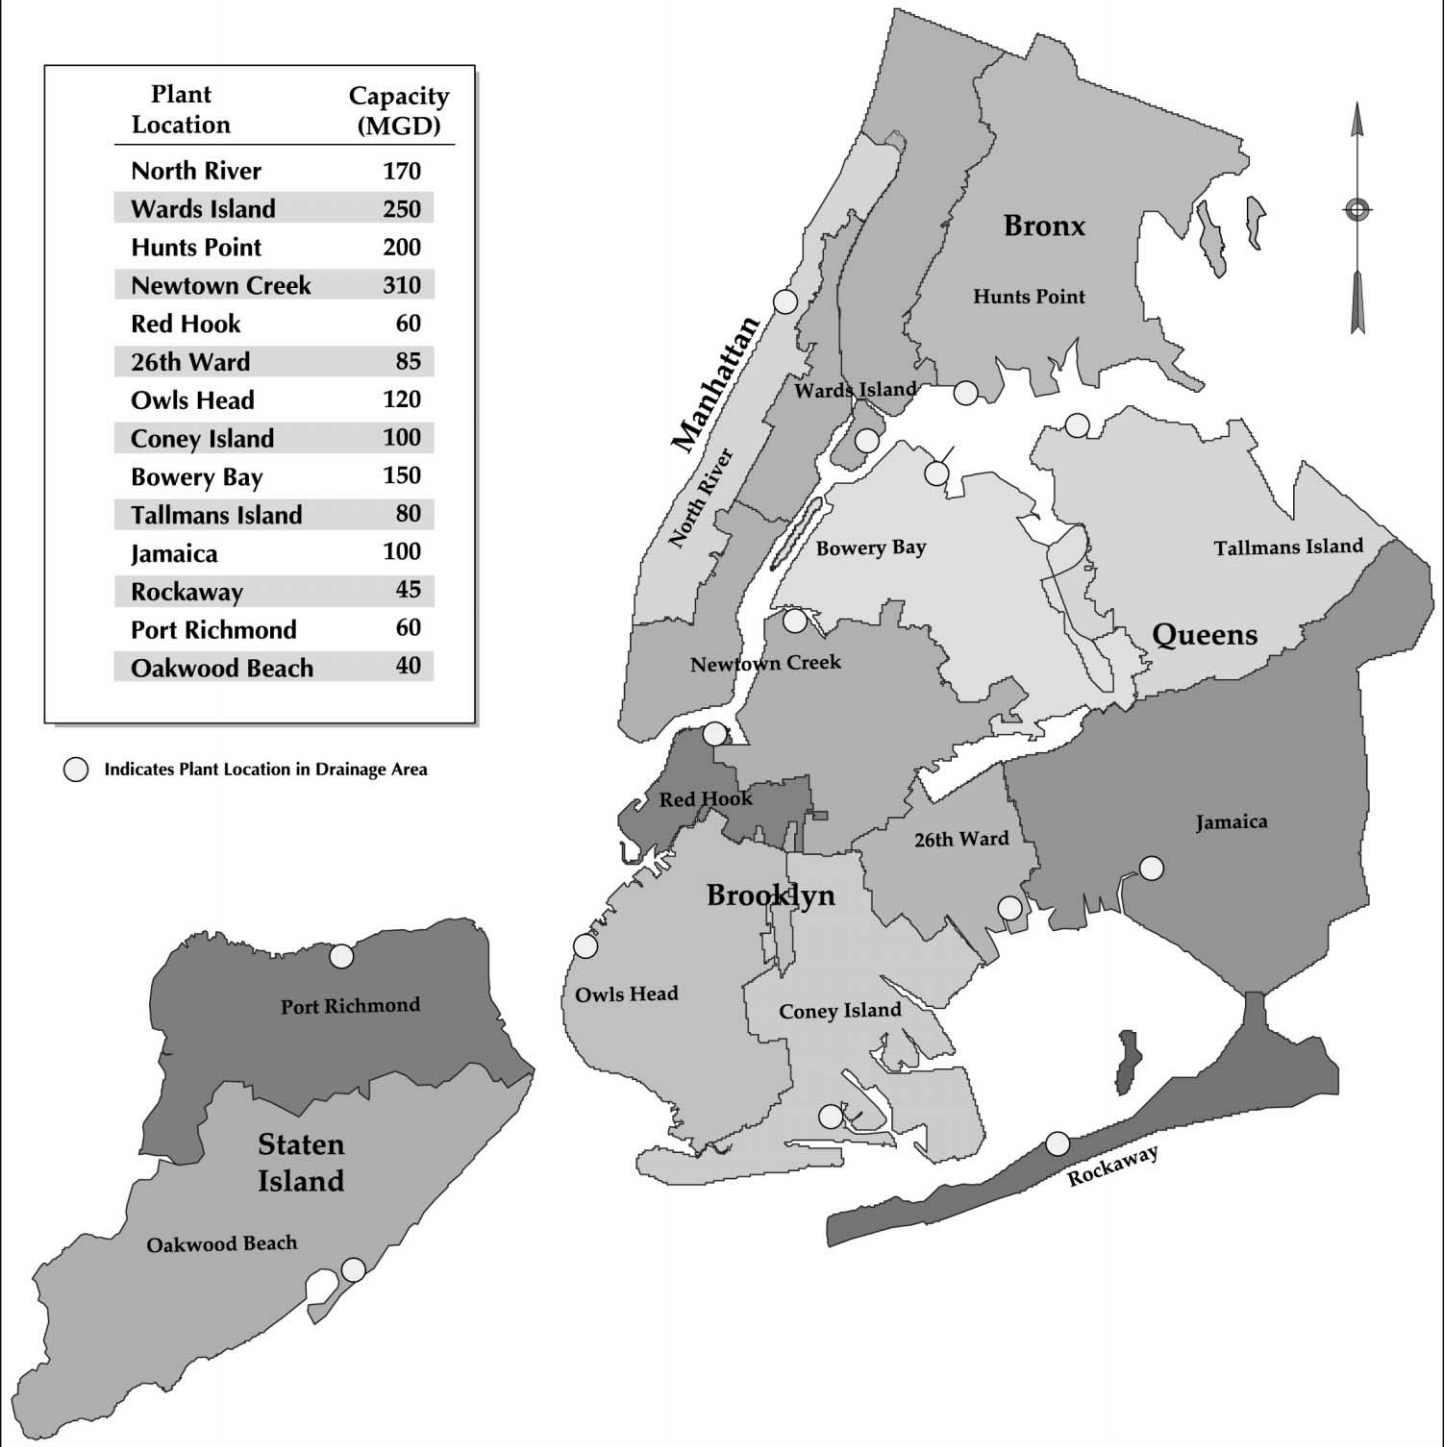 Plant Location
Capacity (MGD)
North River 170
Wards Island 250
Hunts Point 200
Newtown Creek 310
Red Hook 60
26th Ward 85
Owls Head 120
Coney Island 100
Bowery Bay 150
Tallmans Island 80
Jamaica 100
Rockaway 45
Port Richmond 60
Oakwood Beach 40
Indicates Plant Location in Drainage Area
Bronx
Hunts Point
Manhattan
Wards Island
North River
Bowery Bay
Tallmans Island
Queens
Newtown Creek
Red Hook
Jamaica
26th Ward
Brooklyn
Owls Head
Coney Island
Port Richmond
Staten
Island
Rockaway
Oakwood Beach